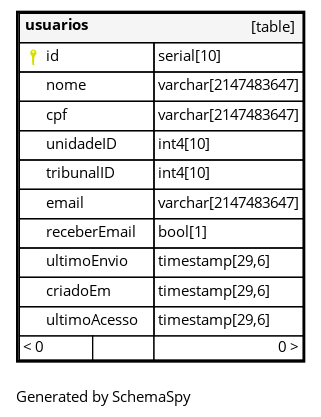 usuarios [table]
id serial[10]
nome varchar[2147483647]
cpf varchar[2147483647]
unidadeID int4[10]
tribunalID int4[10]
email varchar[2147483647]
receberEmail bool[1]
ultimoEnvio timestamp[29,6]
criadoEm timestamp[29,6]
ultimoAcesso timestamp[29,6]
< 0 0 >
Generated by SchemaSpy